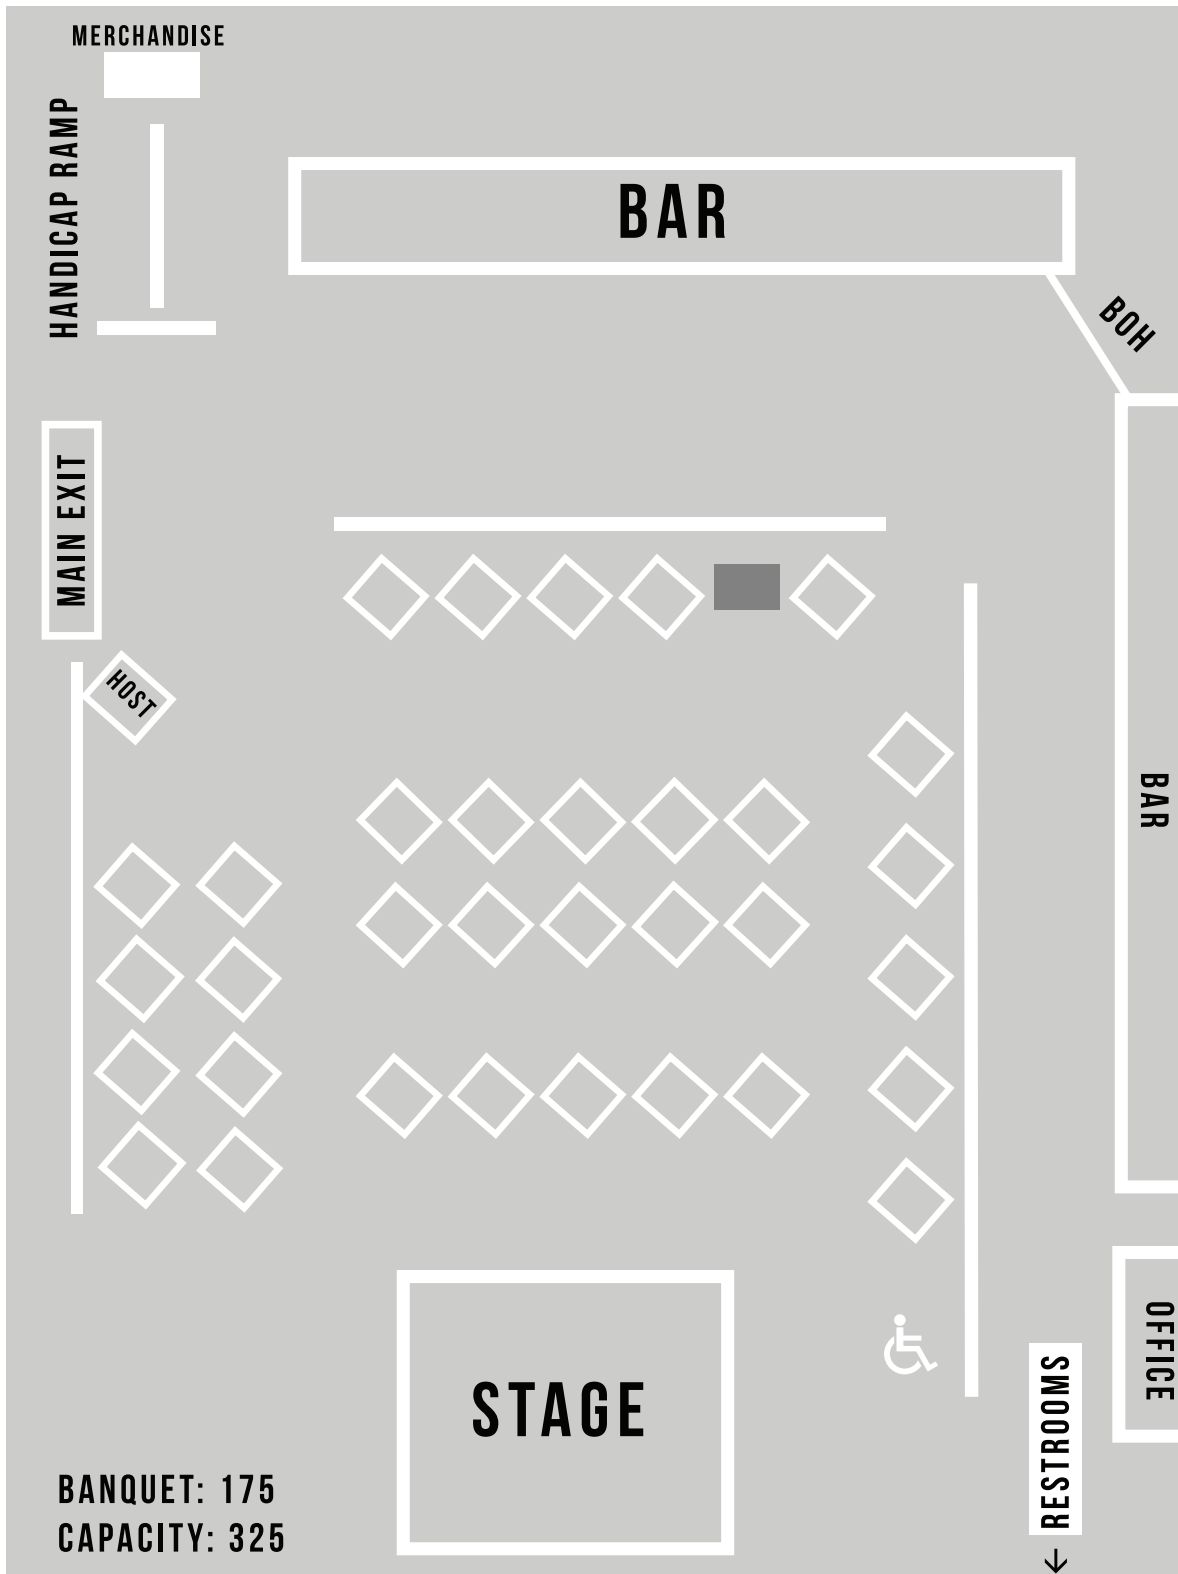 MERCHANDISE
HANDICAP RAMP
BAR
BOH
MAIN EXIT
HOST
BAR
OFFICE
STAGE
RESTROOMS
BANQUET: 175
CAPACITY: 325